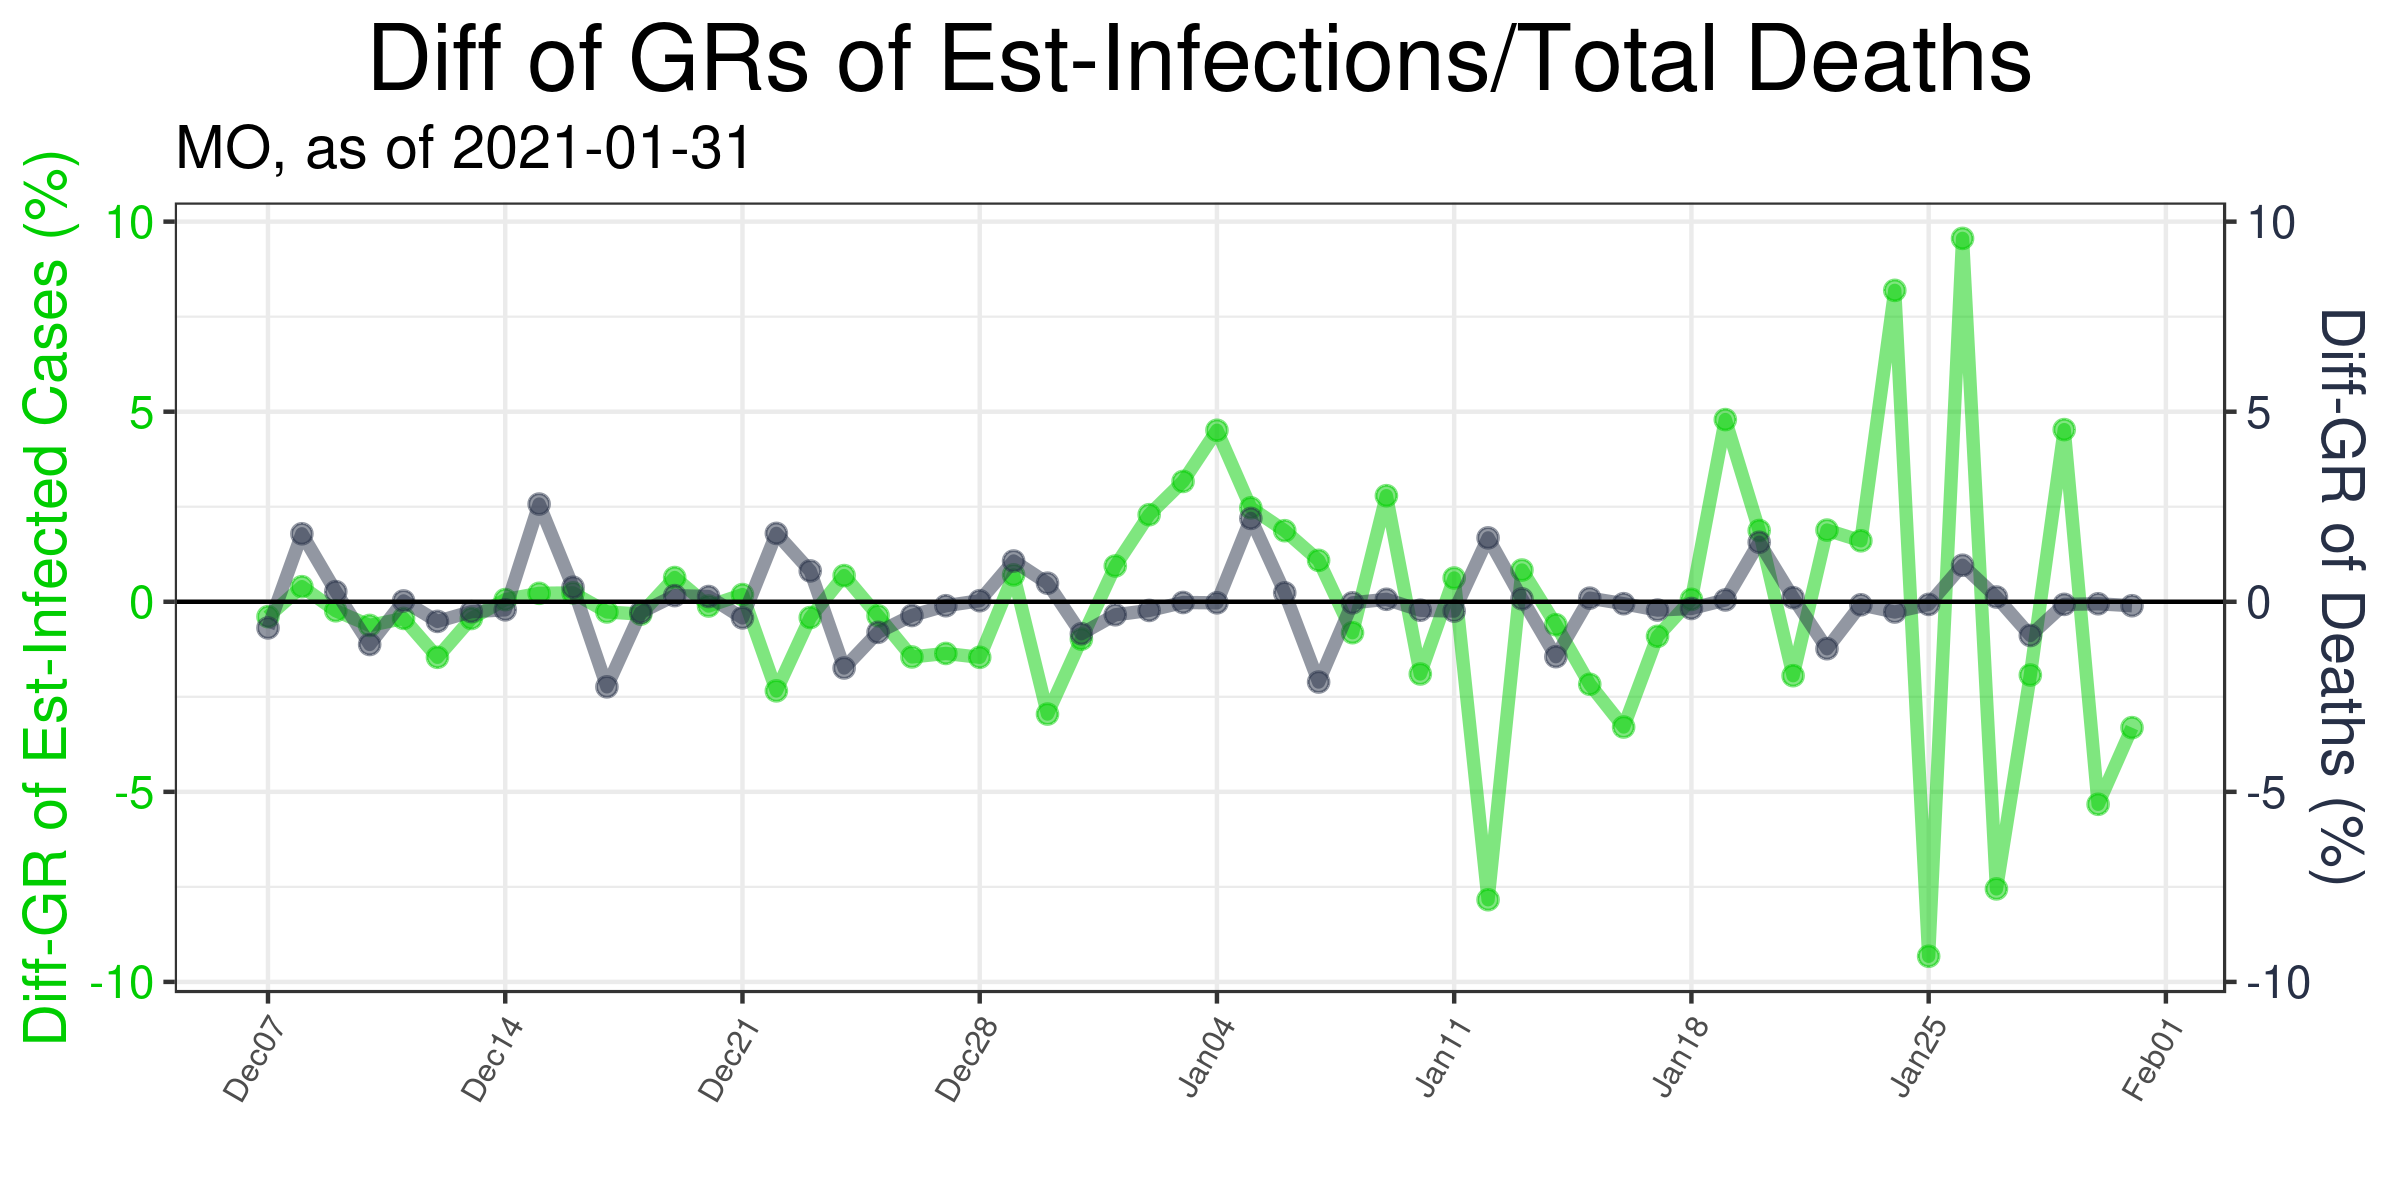 Diff of GRs of Est-Infections/Total Deaths
MO, as of 2021-01-31
Diff-GR of Est-Infected Cases (%)
10
5
0
-5
-10
10
5
0
-5
-10
Diff-GR of Deaths (%)
Dec07
Dec14
Dec21
Dec28
Jan04
Jan11
Jan18
Jan25
Feb01